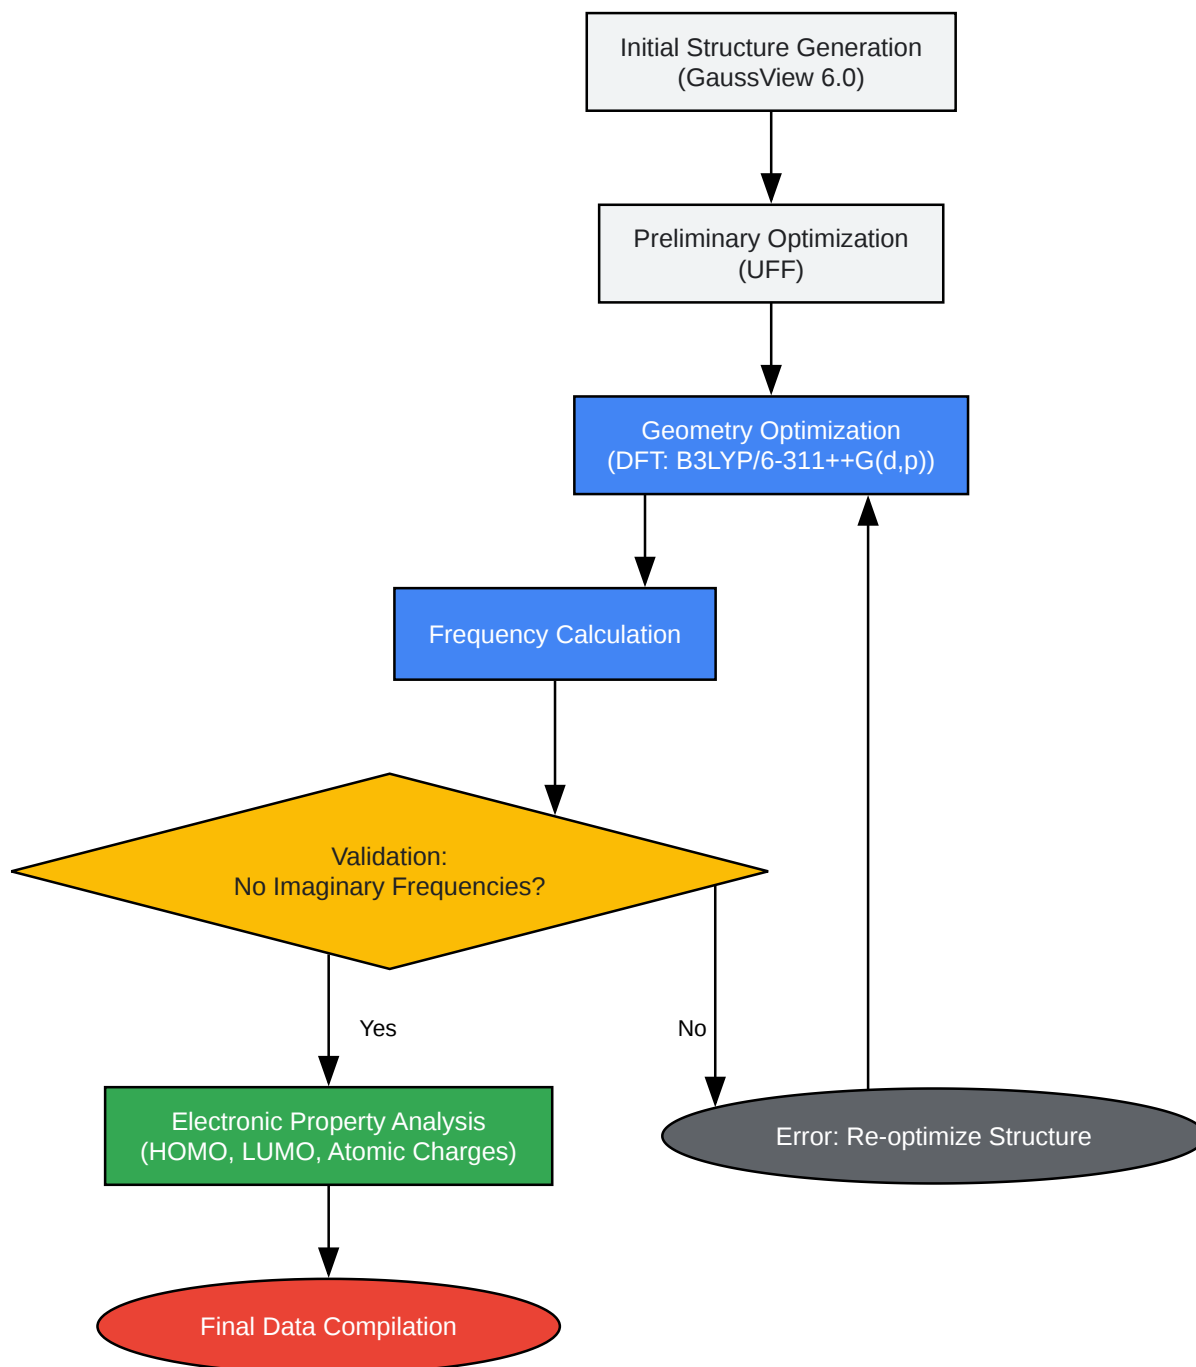 Initial Structure Generation
(GaussView 6.0)
Preliminary Optimization
(UFF)
Geometry Optimization
(DFT: B3LYP/6-311++G(d,p))
Frequency Calculation
Validation:
No Imaginary Frequencies?
Yes
No
Electronic Property Analysis
(HOMO, LUMO, Atomic Charges)
Error: Re-optimize Structure
Final Data Compilation